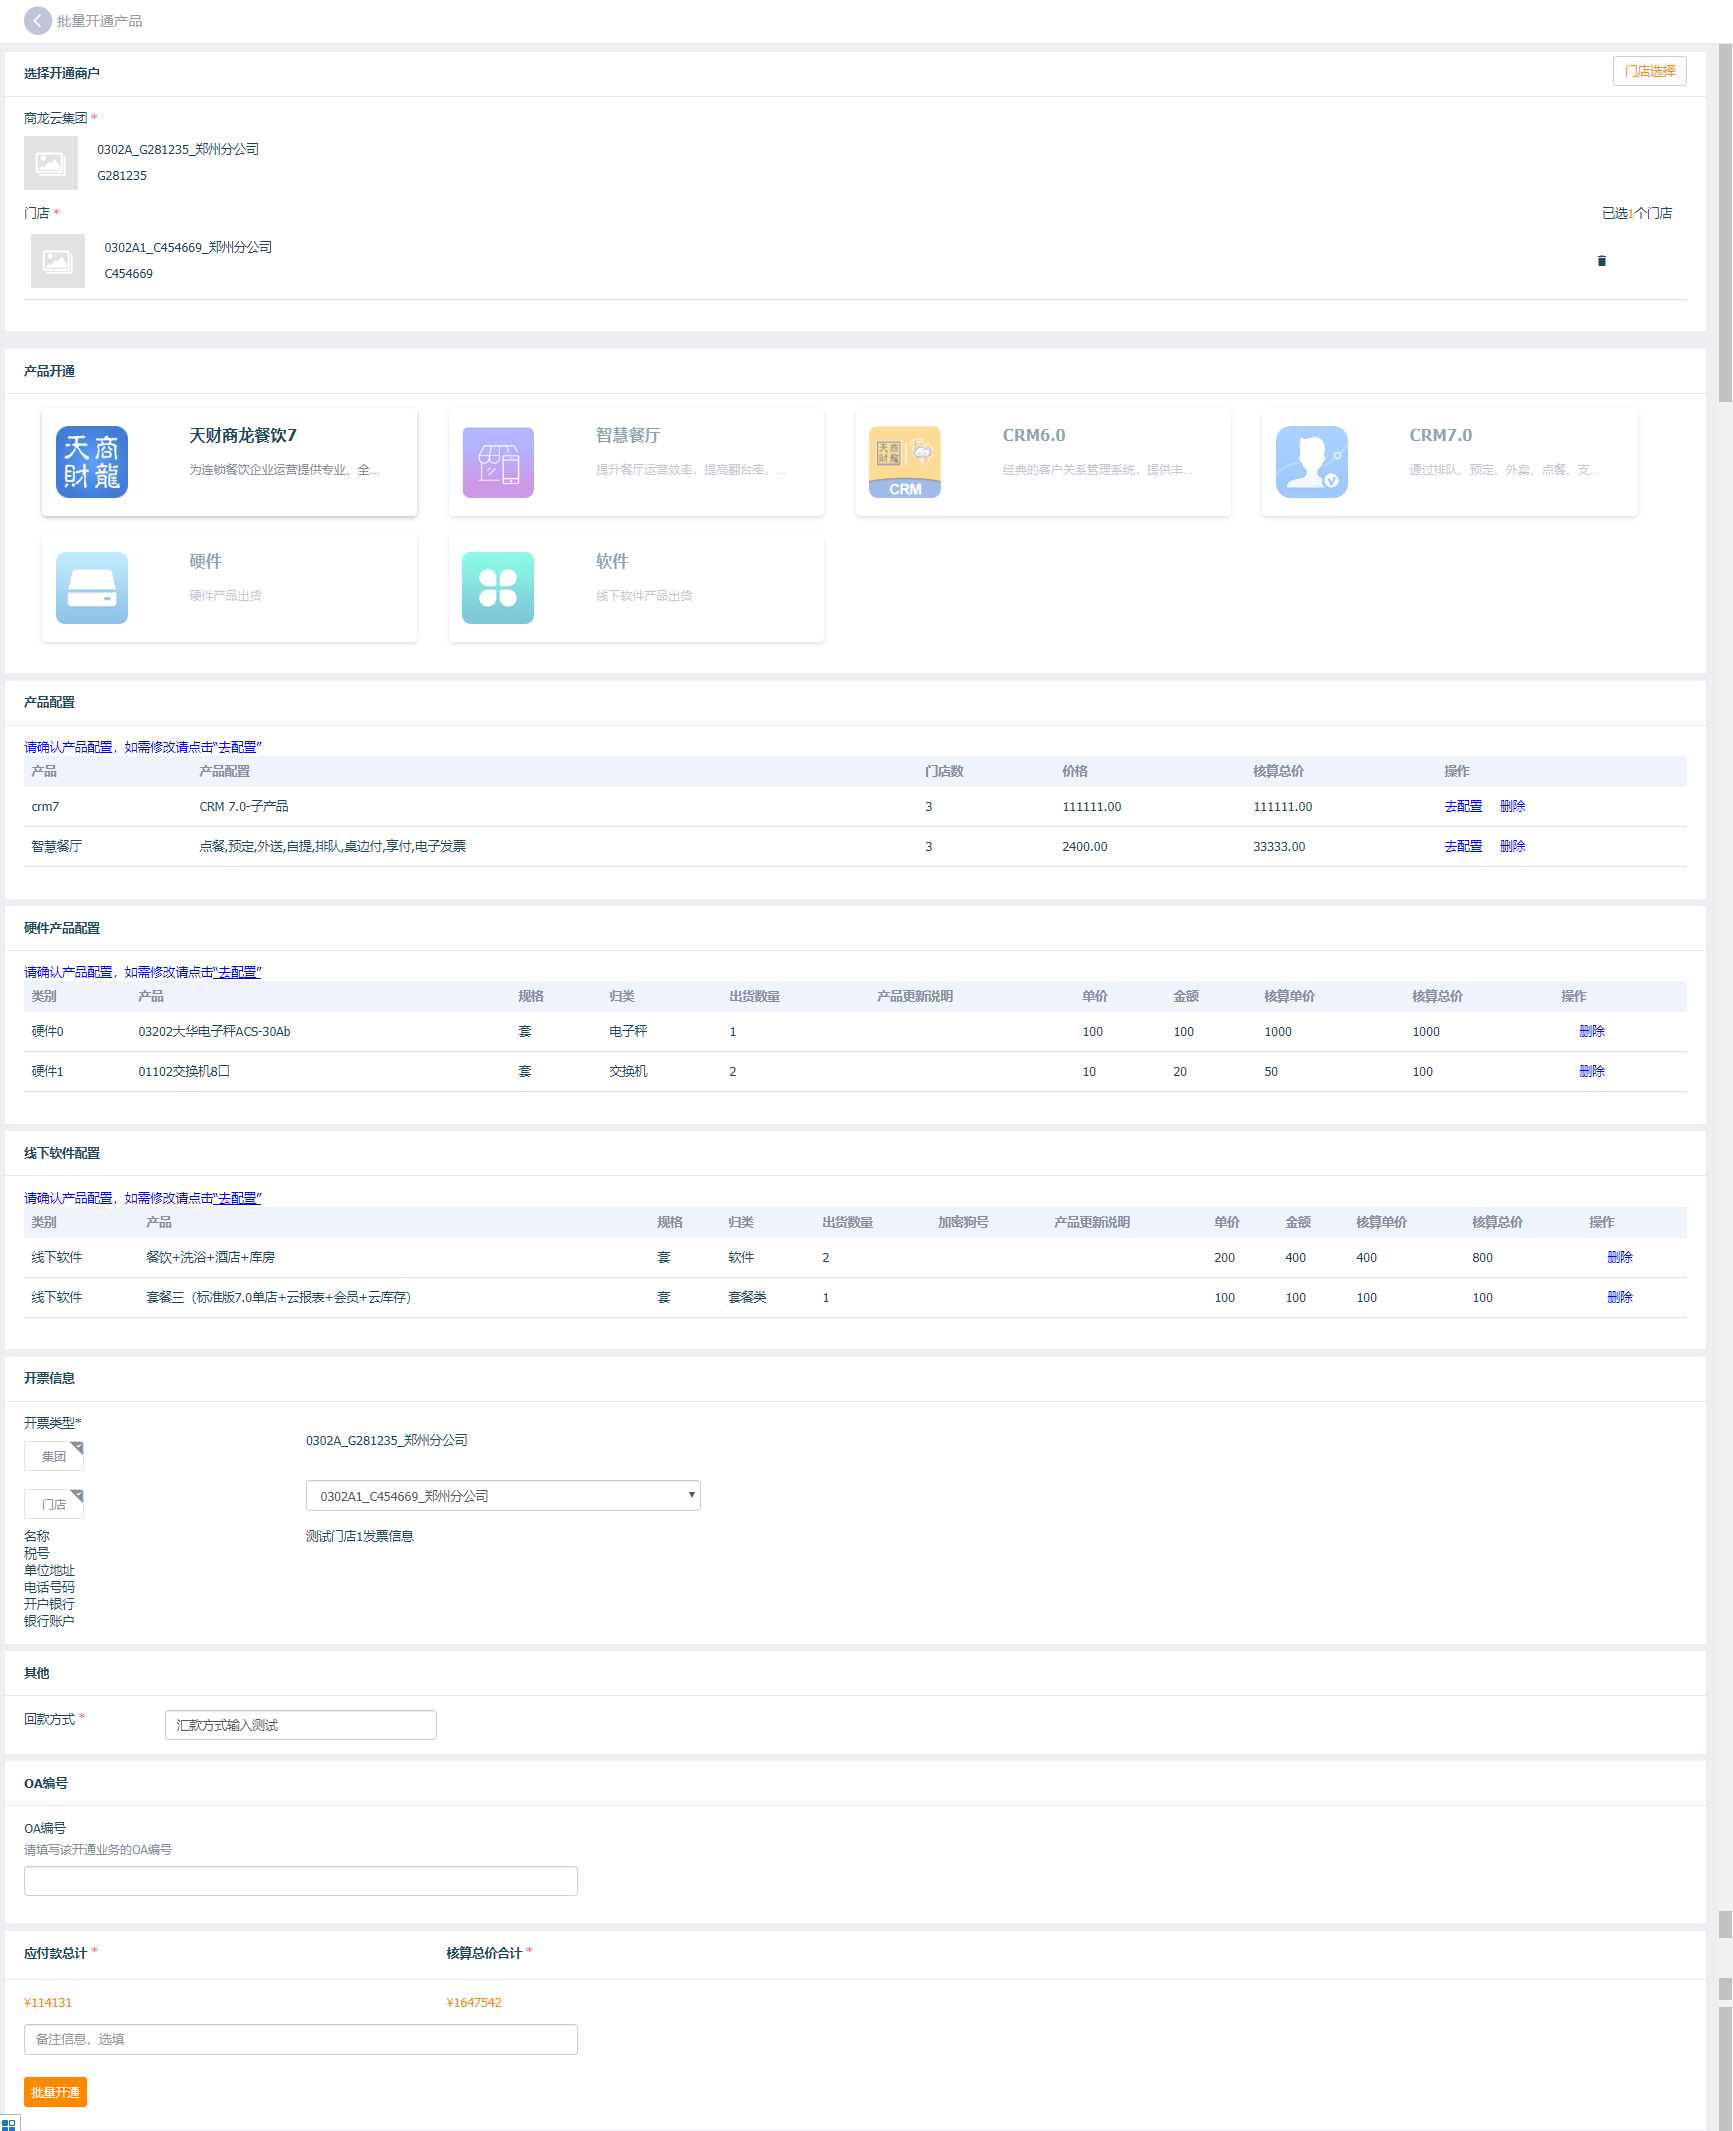 批量开通产品
选择开通商户
门店选择
商龙云集团 *
0302A_G281235_郑州分公司
G281235
门店 *
已选1个门店
0302A1_C454669_郑州分公司
C454669
产品开通
天财商龙餐饮7
为连锁餐饮企业运营提供专业、全...
天商
财龍
智慧餐厅
提升餐厅运营效率，提高翻台率，...
CRM6.0
经典的客户关系管理系统，提供丰...
CRM
CRM7.0
通过排队、预定、外卖、点餐、支...
硬件
硬件产品出货
软件
线下软件产品出货
产品配置
请确认产品配置，如需修改请点击“去配置”
产品 产品配置 门店数 价格 核算总价 操作
crm7 CRM 7.0-子产品 3 111111.00 111111.00 去配置 删除
智慧餐厅 点餐,预定,外送,自提,排队,桌边付,享付,电子发票 3 2400.00 33333.00 去配置 删除
硬件产品配置
请确认产品配置，如需修改请点击“去配置”
类别 产品 规格 归类 出货数量 产品更新说明 单价 金额 核算单价 核算总价 操作
硬件0 03202大华电子秤ACS-30Ab 套 电子秤 1 100 100 1000 1000 删除
硬件1 01102交换机8口 套 交换机 2 10 20 50 100 删除
线下软件配置
请确认产品配置，如需修改请点击“去配置”
类别 产品 规格 归类 出货数量 加密狗号 产品更新说明 单价 金额 核算单价 核算总价 操作
线下软件 餐饮+洗浴+酒店+库房 套 软件 2 200 400 400 800 删除
线下软件 套餐三（标准版7.0单店+云报表+会员+云库存） 套 套餐类 1 100 100 100 100 删除
开票信息
开票类型*
集团
0302A_G281235_郑州分公司
门店
0302A1_C454669_郑州分公司
名称 测试门店1发票信息
税号
单位地址
电话号码
开户银行
银行账户
其他
回款方式 * 汇款方式输入测试
OA编号
OA编号
请填写该开通业务的OA编号
应付款总计 * 核算总价合计 *
¥114131 ¥1647542
备注信息，选填
批量开通